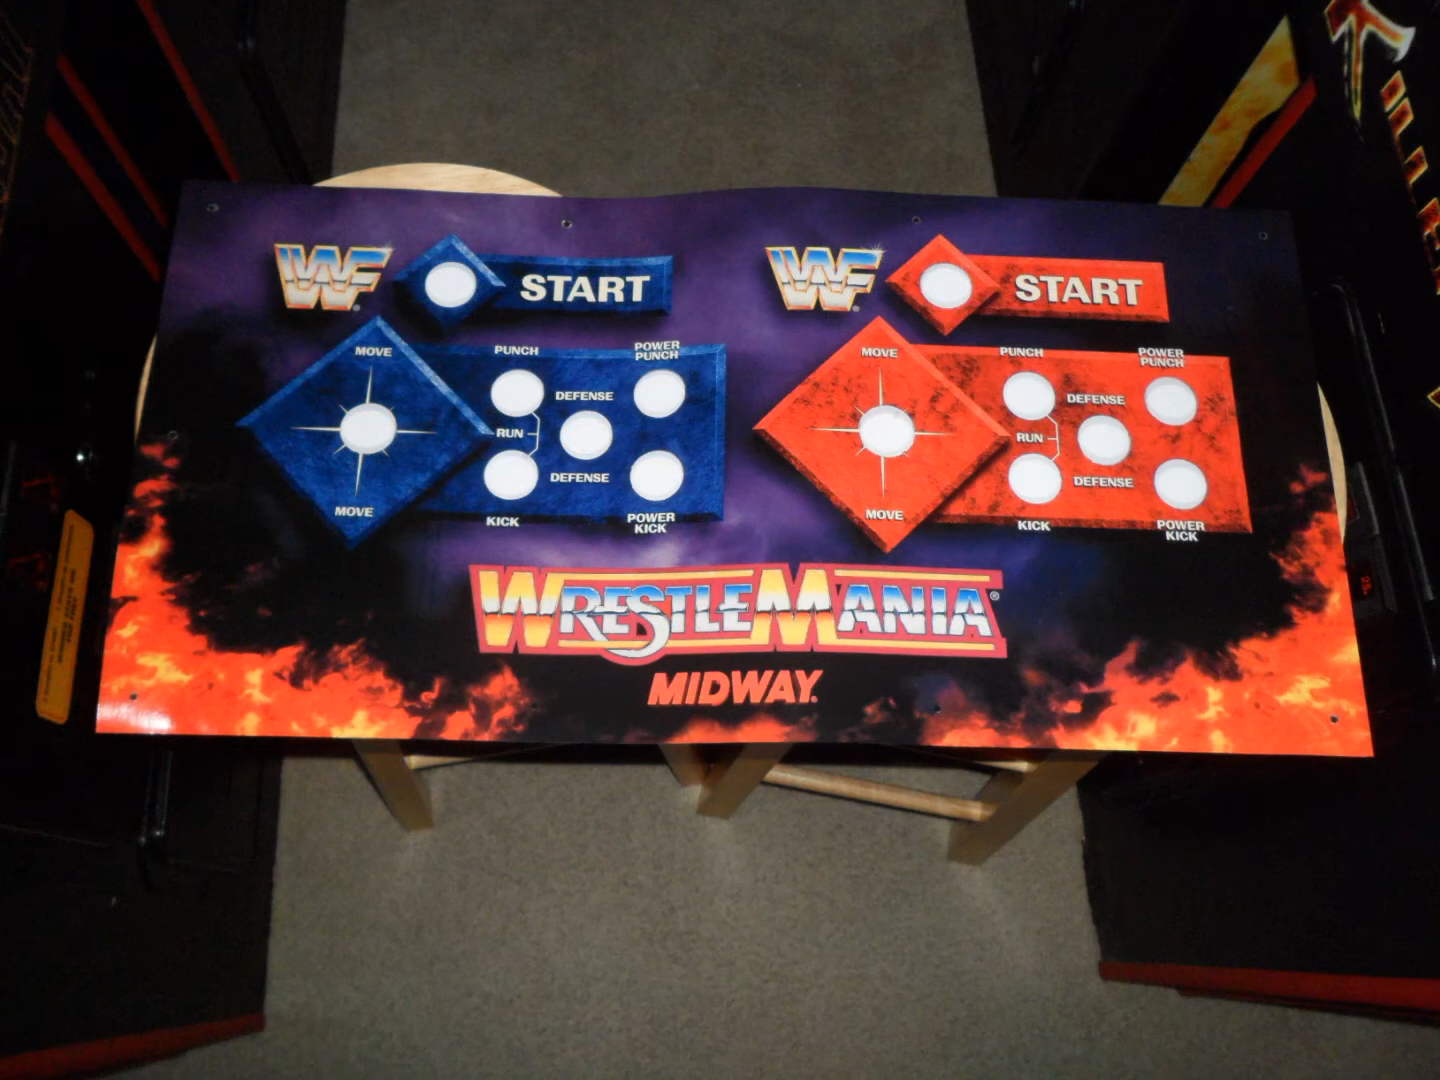 WF
START
WF
START
MOVE
PUNCH
POWER
PUNCH
DEFENSE
RUN
DEFENSE
MOVE
KICK
POWER
KICK
MOVE
PUNCH
POWER
PUNCH
DEFENSE
RUN
DEFENSE
MOVE
KICK
POWER
KICK
WRESTLEMANIA®
MIDWAY.
KILLER